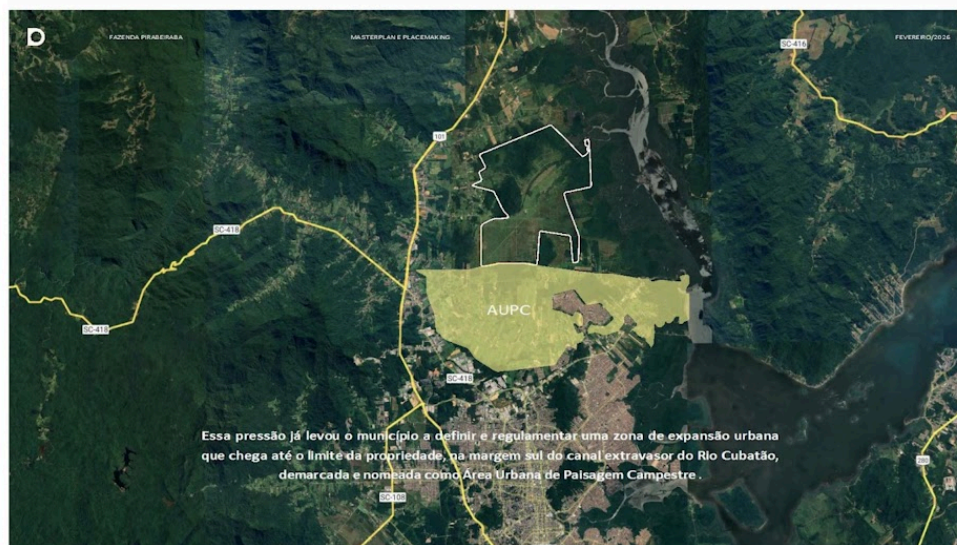 D
FAZENDA PIRABEIRABA
MASTERPLAN E PLACEMAKING
FEVEREIRO/2026
SC-416
101
SC-418
SC-418
AUPC
SC-418
Essa pressão já levou o município a definir e regulamentar uma zona de expansão urbana
que chega até o limite da propriedade, na margem sul do canal extravasor do Rio Cubatão,
demarcada e nomeada como Área Urbana de Paisagem Campestre .
280
SC-108